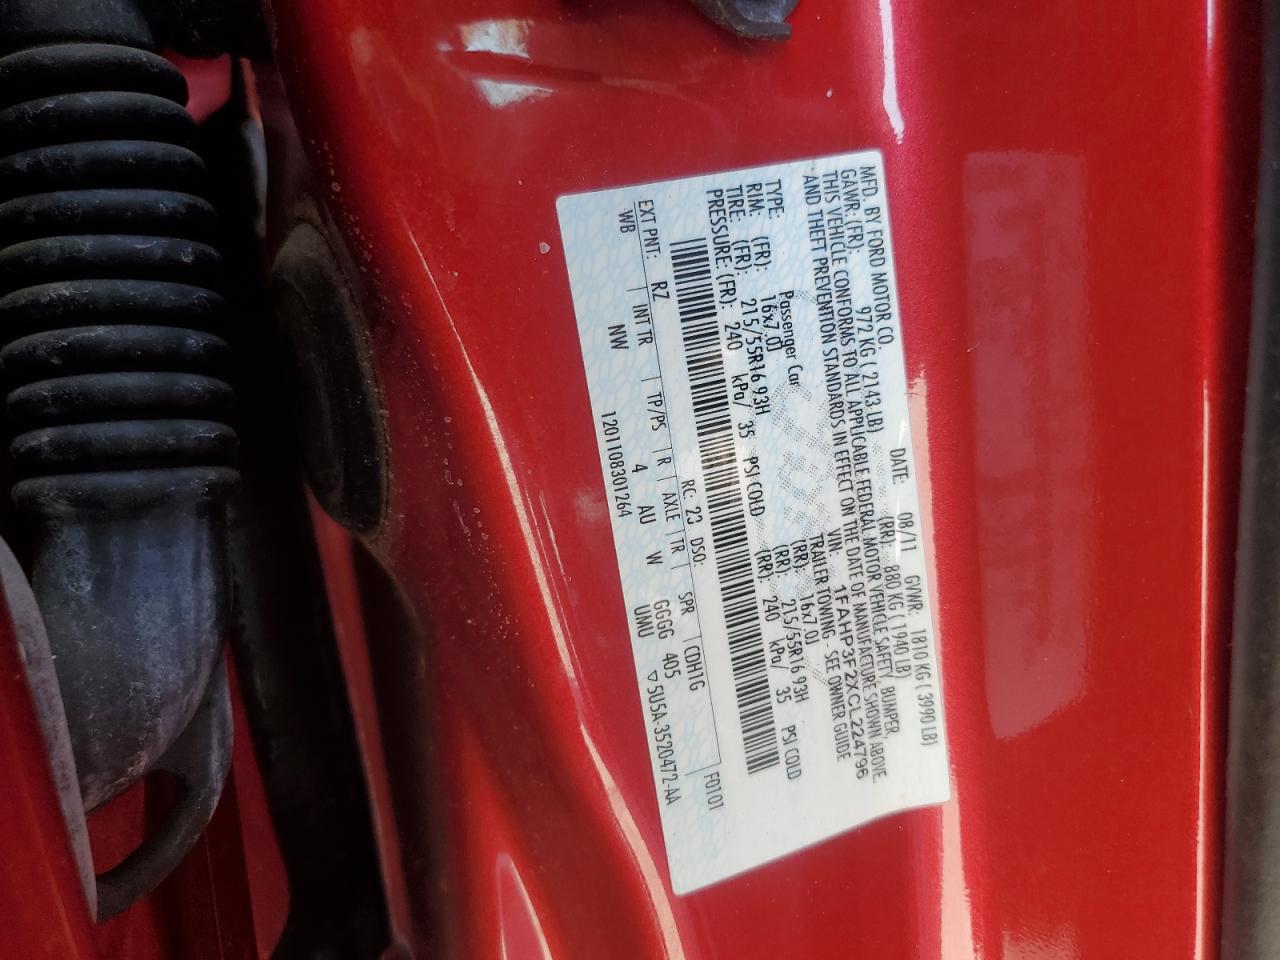 MFD. BY FORD MOTOR CO. DATE: 08/11 GVWR: 1810 KG ( 3990 LB)
GAWR: (FR): 972 KG ( 2143 LB) (RR): 880 KG ( 1940 LB)
THIS VEHICLE CONFORMS TO ALL APPLICABLE FEDERAL MOTOR VEHICLE SAFETY, BUMPER,
AND THEFT PREVENTION STANDARDS IN EFFECT ON THE DATE OF MANUFACTURE SHOWN ABOVE.
VIN: 1FAHP3F2XCL224796
TYPE: Passenger Car TRAILER TOWING - SEE OWNER GUIDE
RIM: (FR): 16x7.0J (RR): 16x7.0J
TIRE: (FR): 215/55R16 93H (RR): 215/55R16 93H
PRESSURE: (FR): 240 kPa/ 35 PSI COLD (RR): 240 kPa/ 35 PSI COLD
F0101
RC: 23 DSO:
EXT PNT: RZ
WB INT TR TP/PS R AXLE TR SPR CDH1G
NW 4 AU W GGGG 405
1201108301264 UMU ▽5U5A-3520472-AA